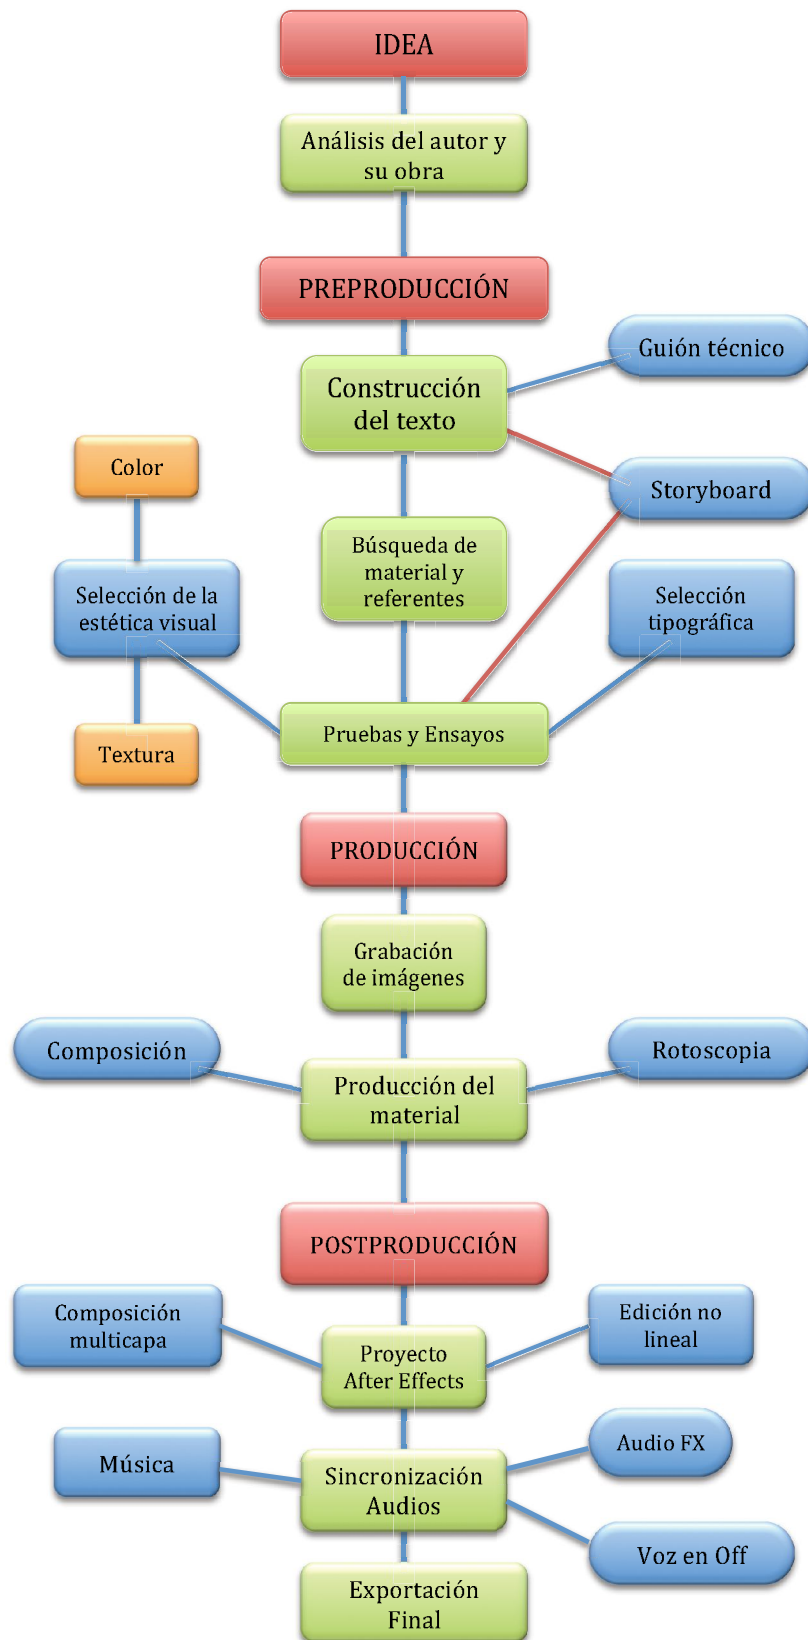 IDEA
Análisis del autor y
su obra
PREPRODUCCIÓN
Guión técnico
Construcción
del texto
Color
Storyboard
Búsqueda de
material y
referentes
Selección de la
estética visual
Selección
tipográfica
Pruebas y Ensayos
Textura
PRODUCCIÓN
Grabación
de imágenes
Composición
Rotoscopia
Producción del
material
POSTPRODUCCIÓN
Composición
multicapa
Edición no
lineal
Proyecto
After Effects
Música
Audio FX
Sincronización
Audios
Voz en Off
Exportación
Final